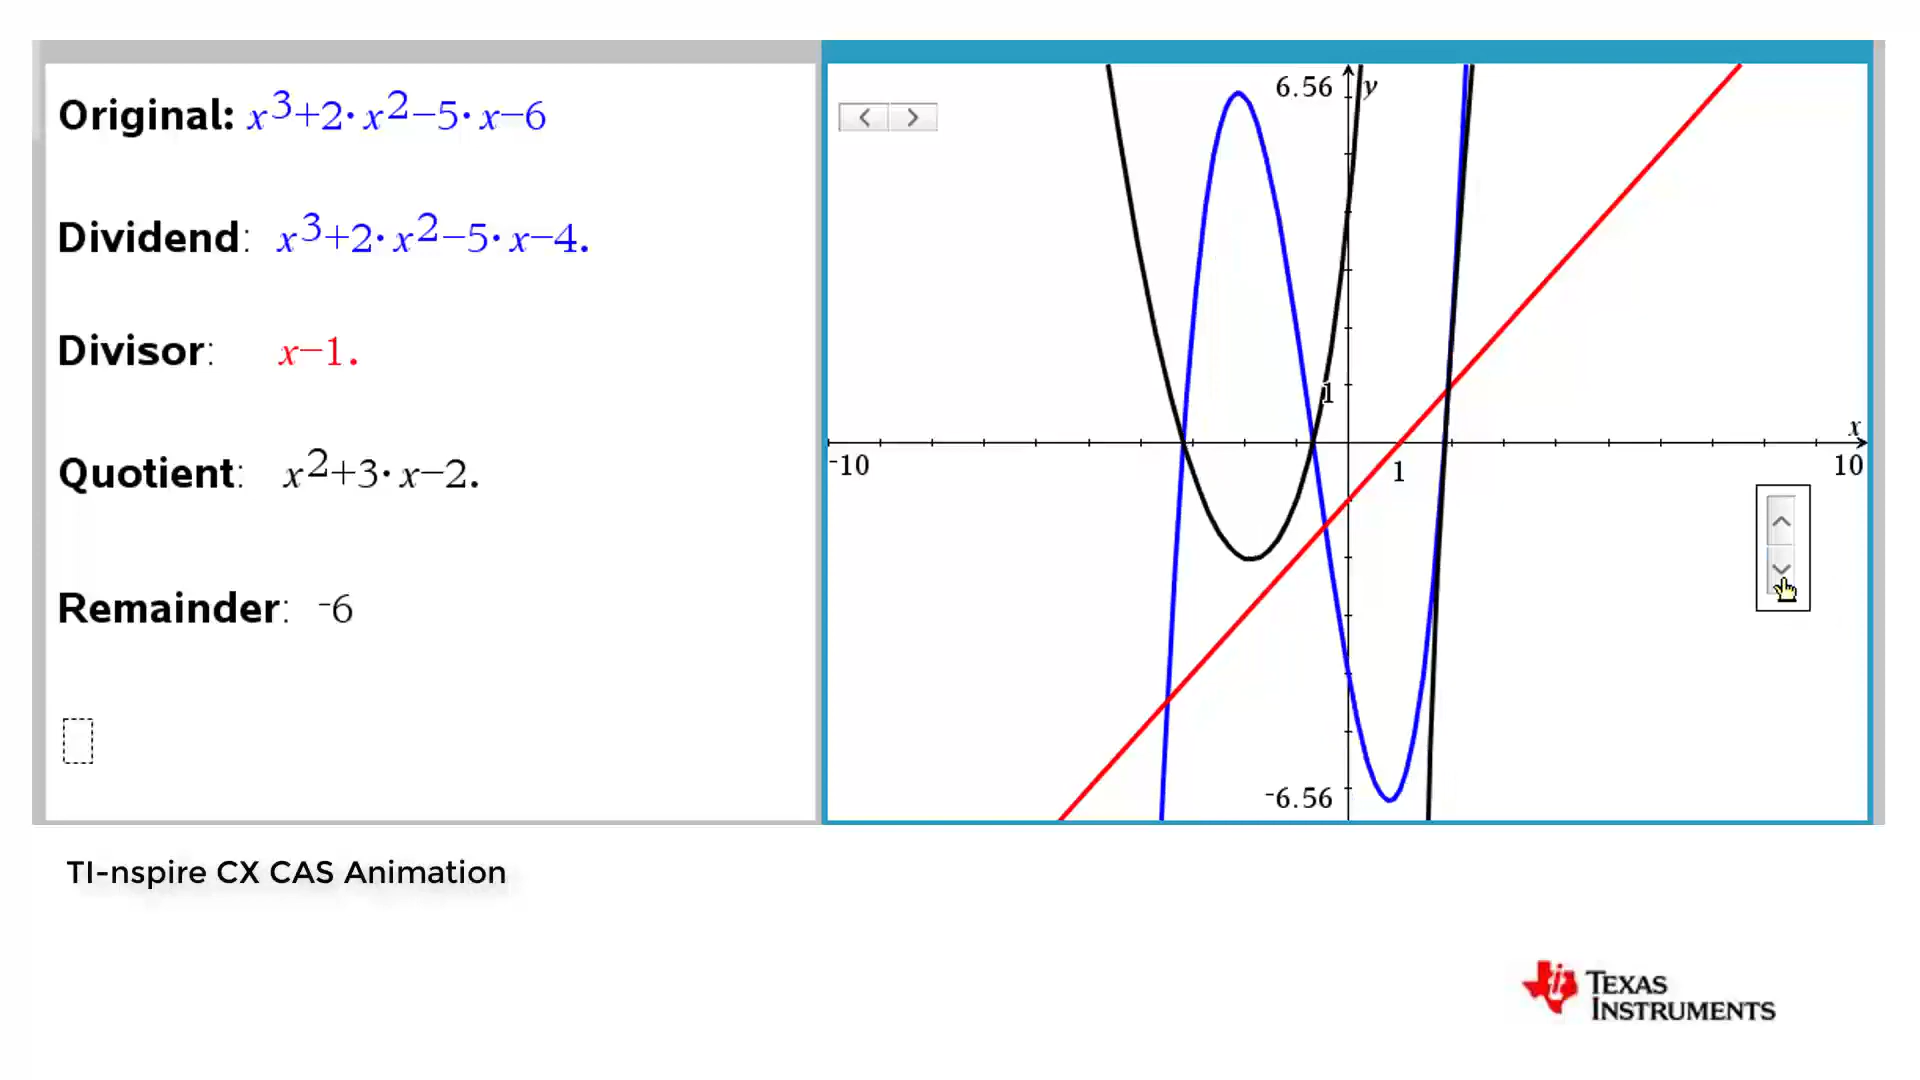 Original: x³+2·x²−5·x−6
Dividend: x³+2·x²−5·x−4.
Divisor: x−1.
Quotient: x²+3·x−2.
Remainder: ⁻6
6.56 y
1
x
-10 1 10
-6.56
TI-nspire CX CAS Animation
TEXAS
INSTRUMENTS